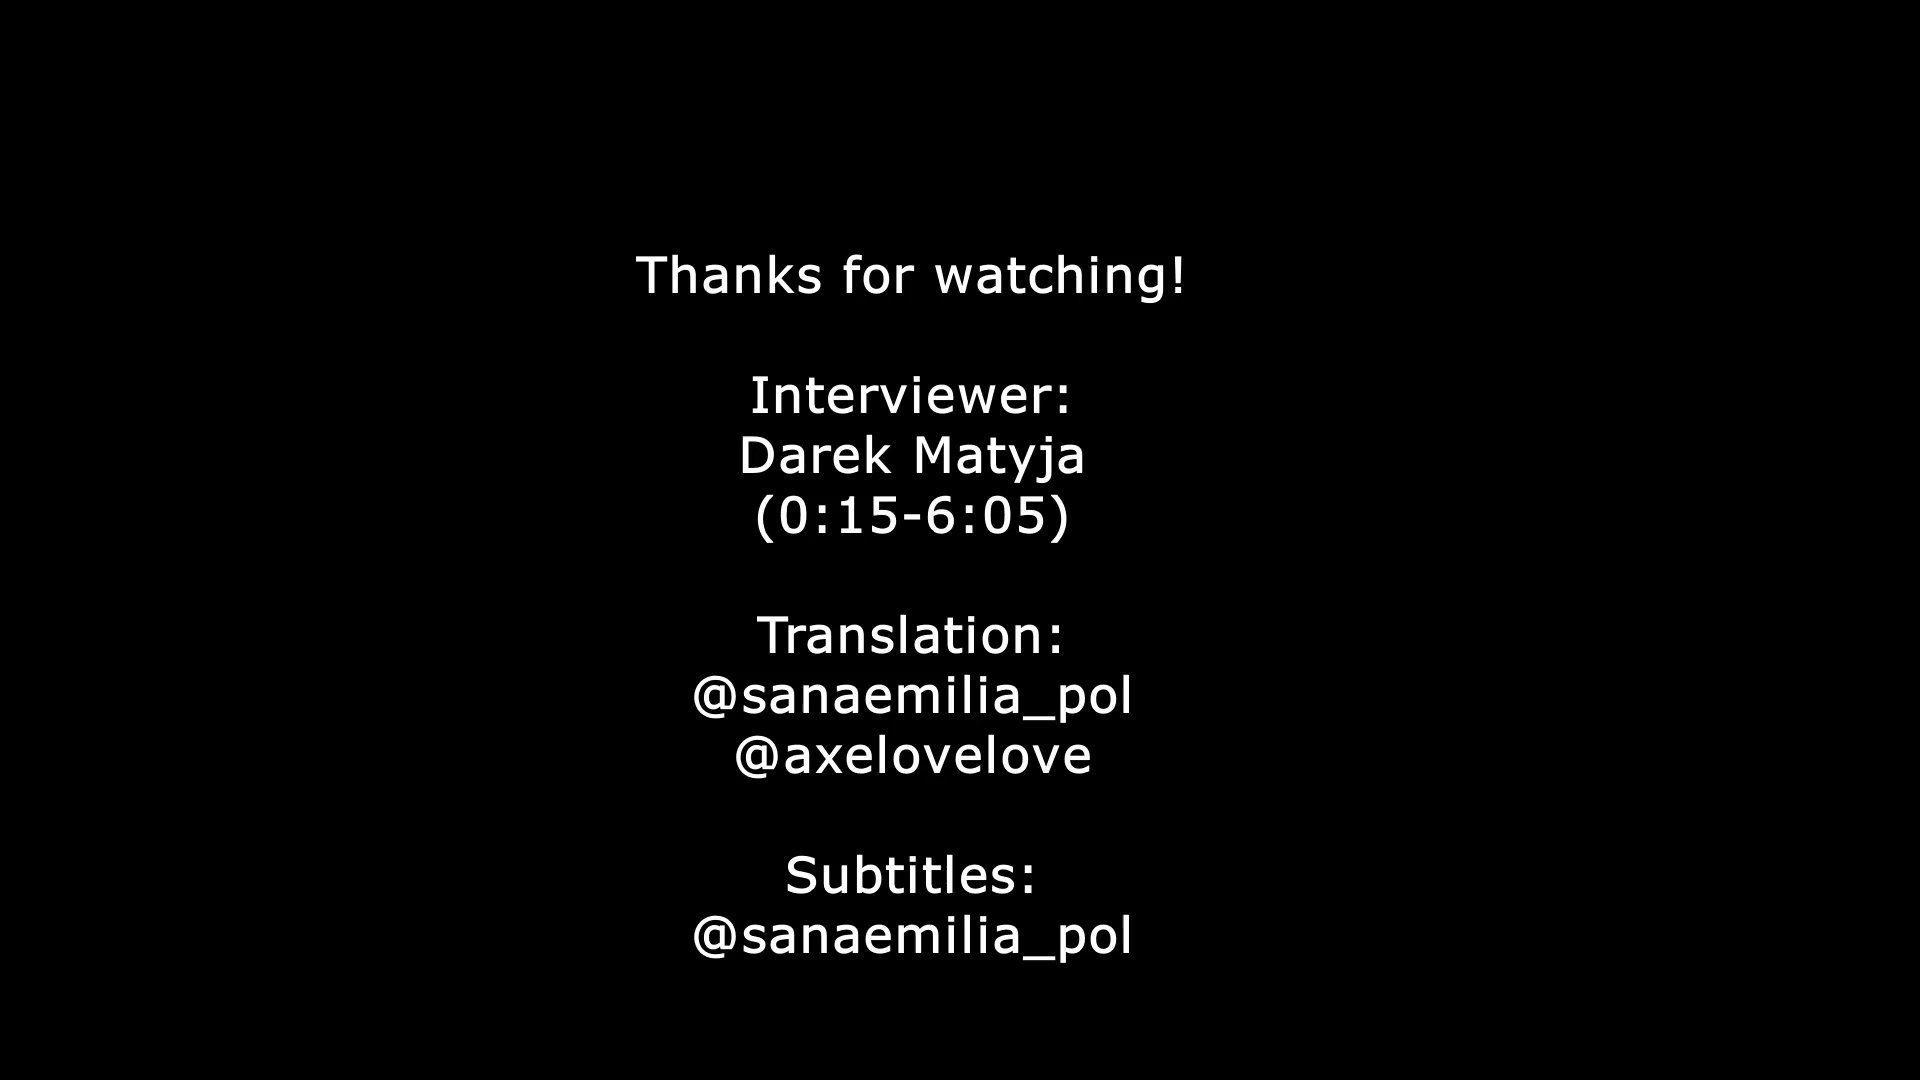 Thanks for watching!
Interviewer:
Darek Matyja
(0:15-6:05)
Translation:
@sanaemilia_pol
@axelovelove
Subtitles:
@sanaemilia_pol